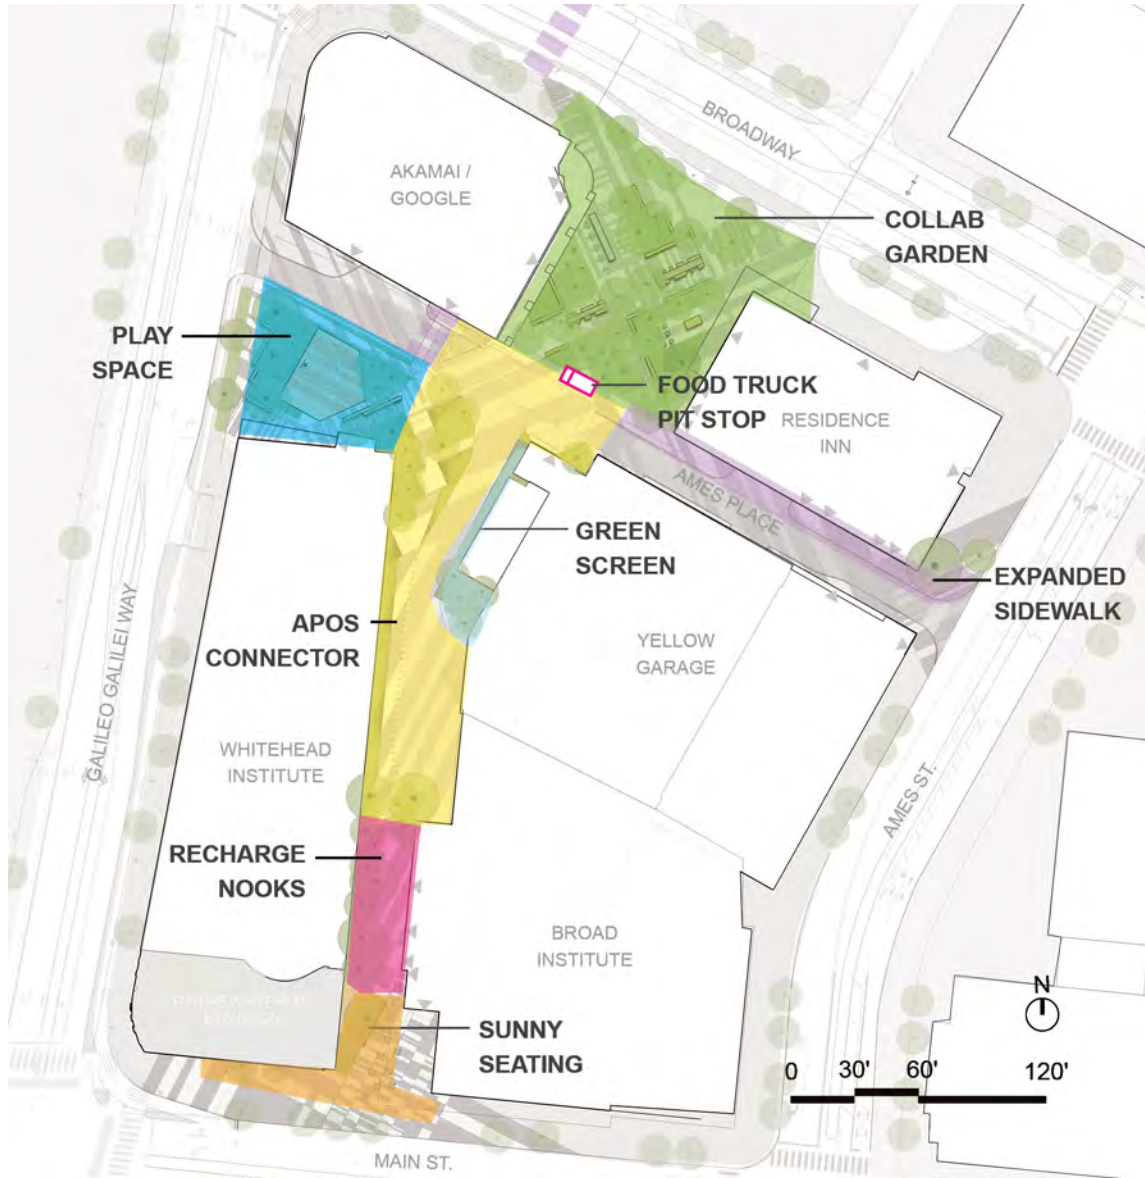 BROADWAY
AKAMAI /
GOOGLE
COLLAB
GARDEN
PLAY
SPACE
FOOD TRUCK
PIT STOP
RESIDENCE
INN
AMES PLACE
GREEN
SCREEN
EXPANDED
SIDEWALK
APOS
CONNECTOR
YELLOW
GARAGE
GALILEO GALILEI WAY
WHITEHEAD
INSTITUTE
AMES ST.
RECHARGE
NOOKS
BROAD
INSTITUTE
N
SUNNY
SEATING
0 30' 60' 120'
MAIN ST.